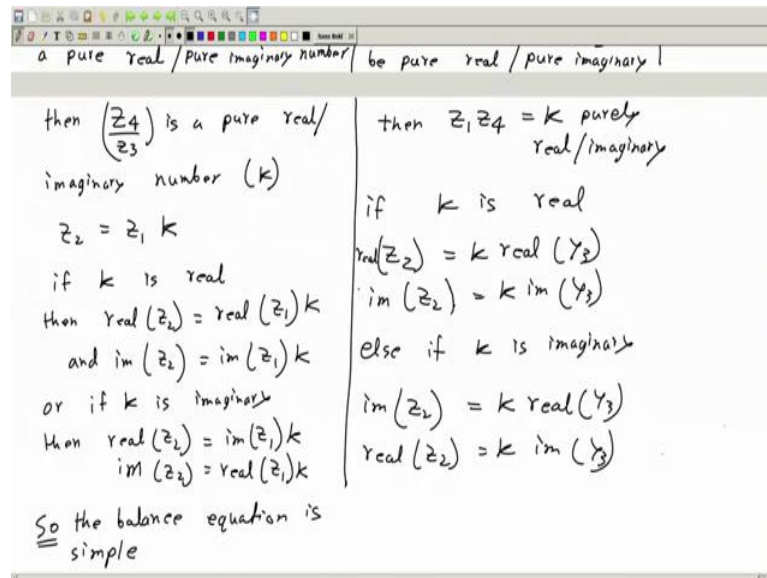 a pure real / pure imaginary number
be pure real / pure imaginary
then (Z4/Z3) is a pure real/
imaginary number (k)
Z2 = Z1 k
if k is real
then real (Z2) = real (Z1) k
and im (Z2) = im (Z1) k
or if k is imaginary
then real (Z2) = im (Z1) k
im (Z2) = real (Z1) k
So the balance equation is
simple
then Z1 Z4 = k purely
real/imaginary
if k is real
real (Z2) = k real (Y3)
im (Z2) = k im (Y3)
else if k is imaginary
im (Z2) = k real (Y3)
real (Z2) = k im (Y3)